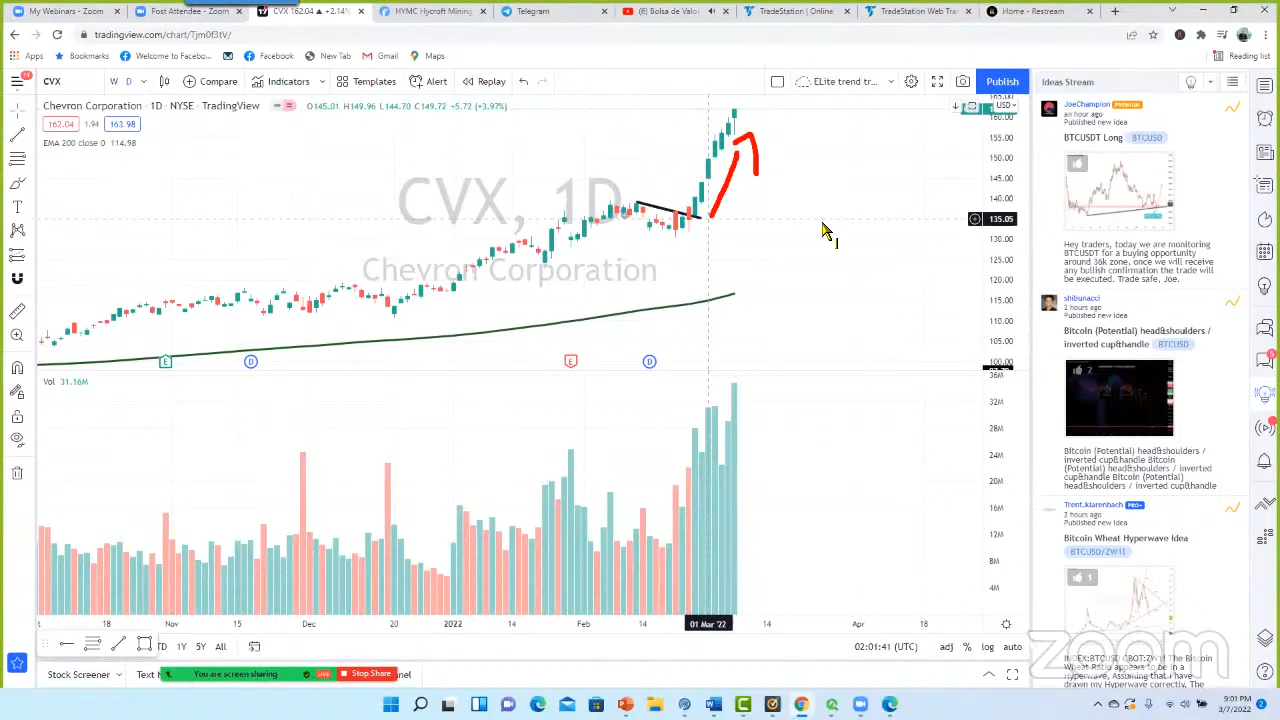 My Webinars - Zoom
Post Attendee - Zoom
CVX 162.04 ▲ +2.14%
HYMC Hycroft Mining
Telegram
(6) Bolsa de
TradeStation | Online
TradeStation Web Trad
Home - Restream
tradingview.com/chart/Tjm0f3tV/
Apps
Bookmarks
Welcome to Facebo...
Facebook
New Tab
Gmail
Maps
Reading list
11
CVX
W
D
Compare
Indicators
Templates
Alert
Replay
ELite trend tr...
Publish
Ideas Stream
Chevron Corporation · 1D · NYSE · TradingView
O145.01 H149.96 L144.70 C149.72 +5.72 (+3.97%)
USD
162.04 1.94 163.98
EMA 200 close 0 114.98
CVX, 1D
Chevron Corporation
160.00
155.00
150.00
145.00
140.00
135.05
130.00
125.00
120.00
115.00
110.00
105.00
100.00
E
D
E
D
Vol 31.16M
36M
32M
28M
24M
20M
16M
12M
8M
4M
18
Nov
15
Dec
20
2022
14
Feb
14
01 Mar '22
14
Apr
18
1Y
5Y
All
02:01:41 (UTC)
adj
%
log
auto
Stock Screener
You are screen sharing
LIVE
Stop Share
JoeChampion PREMIUM
an hour ago
Published new idea
BTCUSDT Long BTCUSD
Hey traders, today we are monitoring
BTCUSDT for a buying opportunity
around 36k zone, once we will receive
any bullish confirmation the trade will
be executed. Trade safe, Joe.
shibunacci
2 hours ago
Published new idea
Bitcoin (Potential) head&shoulders /
inverted cup&handle BTCUSD
2
Bitcoin (Potential) head&shoulders /
inverted cup&handle Bitcoin
(Potential) head&shoulders / inverted
cup&handle Bitcoin (Potential)
head&shoulders / inverted cup&handle
Trent.klarenbach PRO+
2 hours ago
Published new idea
Bitcoin Wheat Hyperwave Idea
BTCUSD/ZW1!
1
5
zoom
9:01 PM
3/7/2022
2